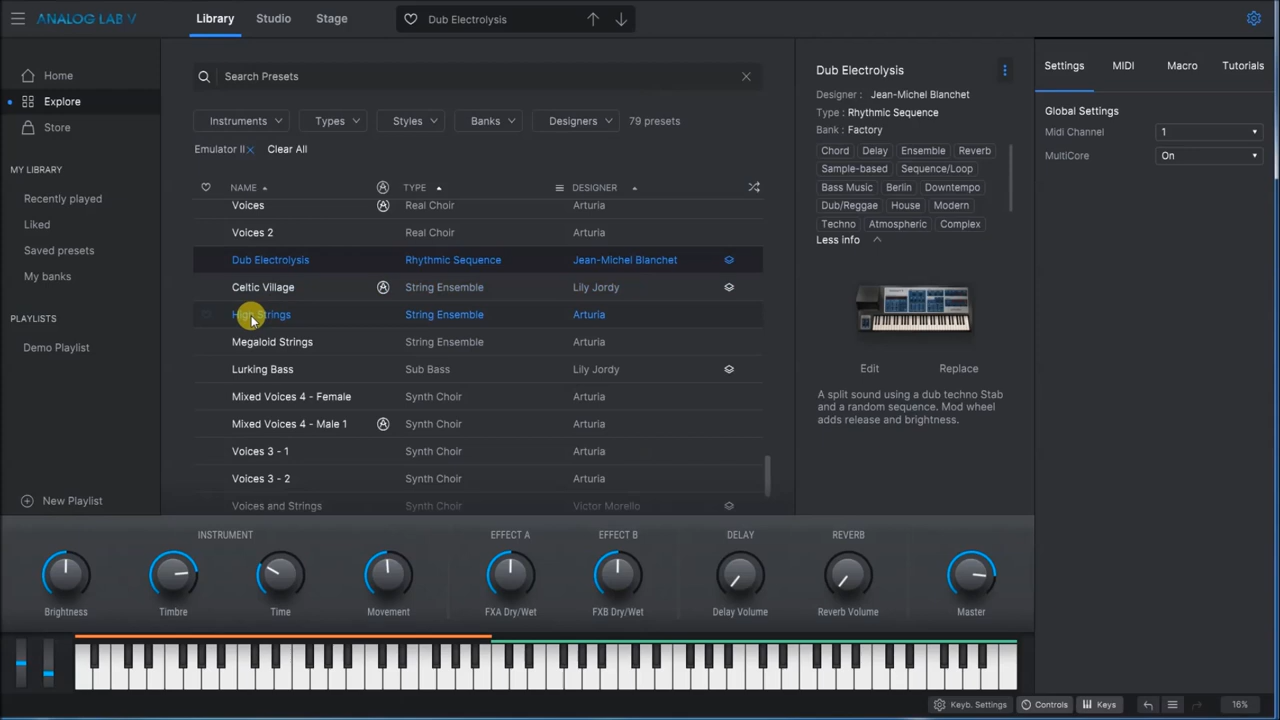 ANALOG LAB V
Library Studio Stage
Dub Electrolysis
Home
Explore
Store
MY LIBRARY
Recently played
Liked
Saved presets
My banks
PLAYLISTS
Demo Playlist
New Playlist
Search Presets
Instruments Types Styles Banks Designers 79 presets
Emulator II Clear All
NAME TYPE DESIGNER
Voices Real Choir Arturia
Voices 2 Real Choir Arturia
Dub Electrolysis Rhythmic Sequence Jean-Michel Blanchet
Celtic Village String Ensemble Lily Jordy
High Strings String Ensemble Arturia
Megaloid Strings String Ensemble Arturia
Lurking Bass Sub Bass Lily Jordy
Mixed Voices 4 - Female Synth Choir Arturia
Mixed Voices 4 - Male 1 Synth Choir Arturia
Voices 3 - 1 Synth Choir Arturia
Voices 3 - 2 Synth Choir Arturia
Voices and Strings Synth Choir Victor Morello
Dub Electrolysis
Designer : Jean-Michel Blanchet
Type : Rhythmic Sequence
Bank : Factory
Chord Delay Ensemble Reverb
Sample-based Sequence/Loop
Bass Music Berlin Downtempo
Dub/Reggae House Modern
Techno Atmospheric Complex
Less info
Edit Replace
A split sound using a dub techno Stab
and a random sequence. Mod wheel
adds release and brightness.
Settings MIDI Macro Tutorials
Global Settings
Midi Channel 1
MultiCore On
INSTRUMENT EFFECT A EFFECT B DELAY REVERB
Brightness Timbre Time Movement FXA Dry/Wet FXB Dry/Wet Delay Volume Reverb Volume Master
Keyb. Settings Controls Keys 16%